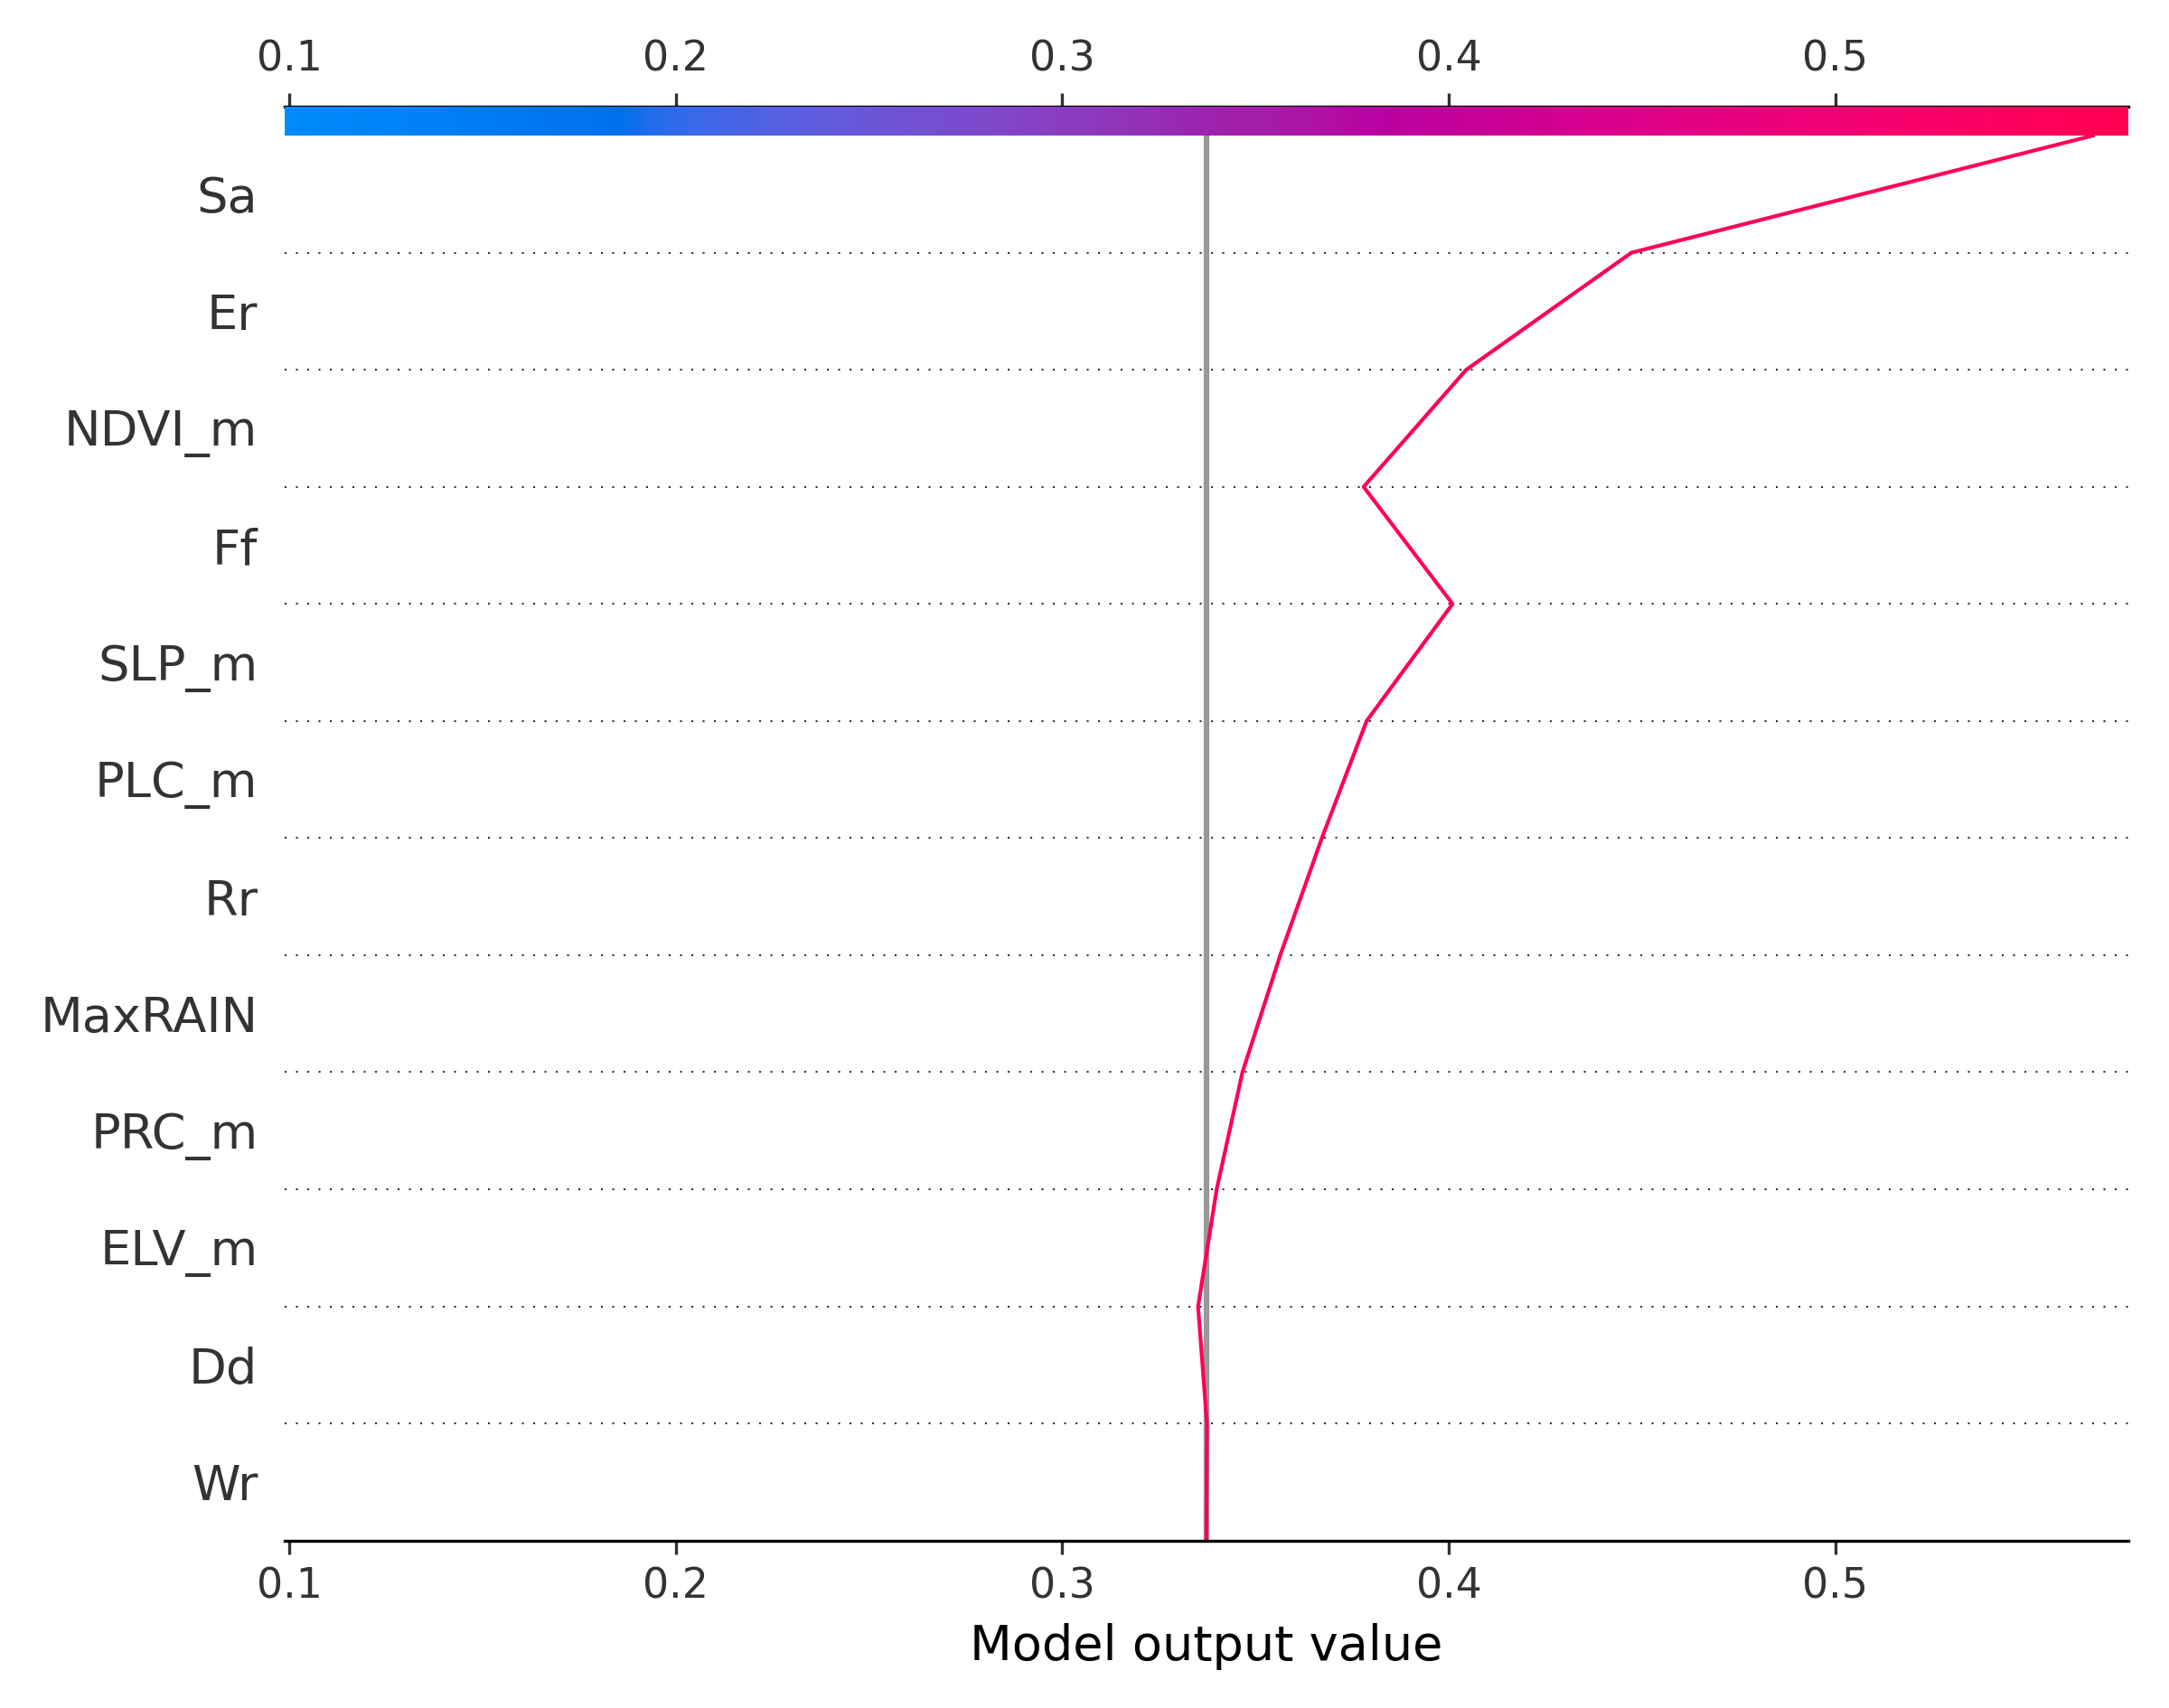 0.1 0.2 0.3 0.4 0.5
Sa
Er
NDVI_m
Ff
SLP_m
PLC_m
Rr
MaxRAIN
PRC_m
ELV_m
Dd
Wr
0.1 0.2 0.3 0.4 0.5
Model output value